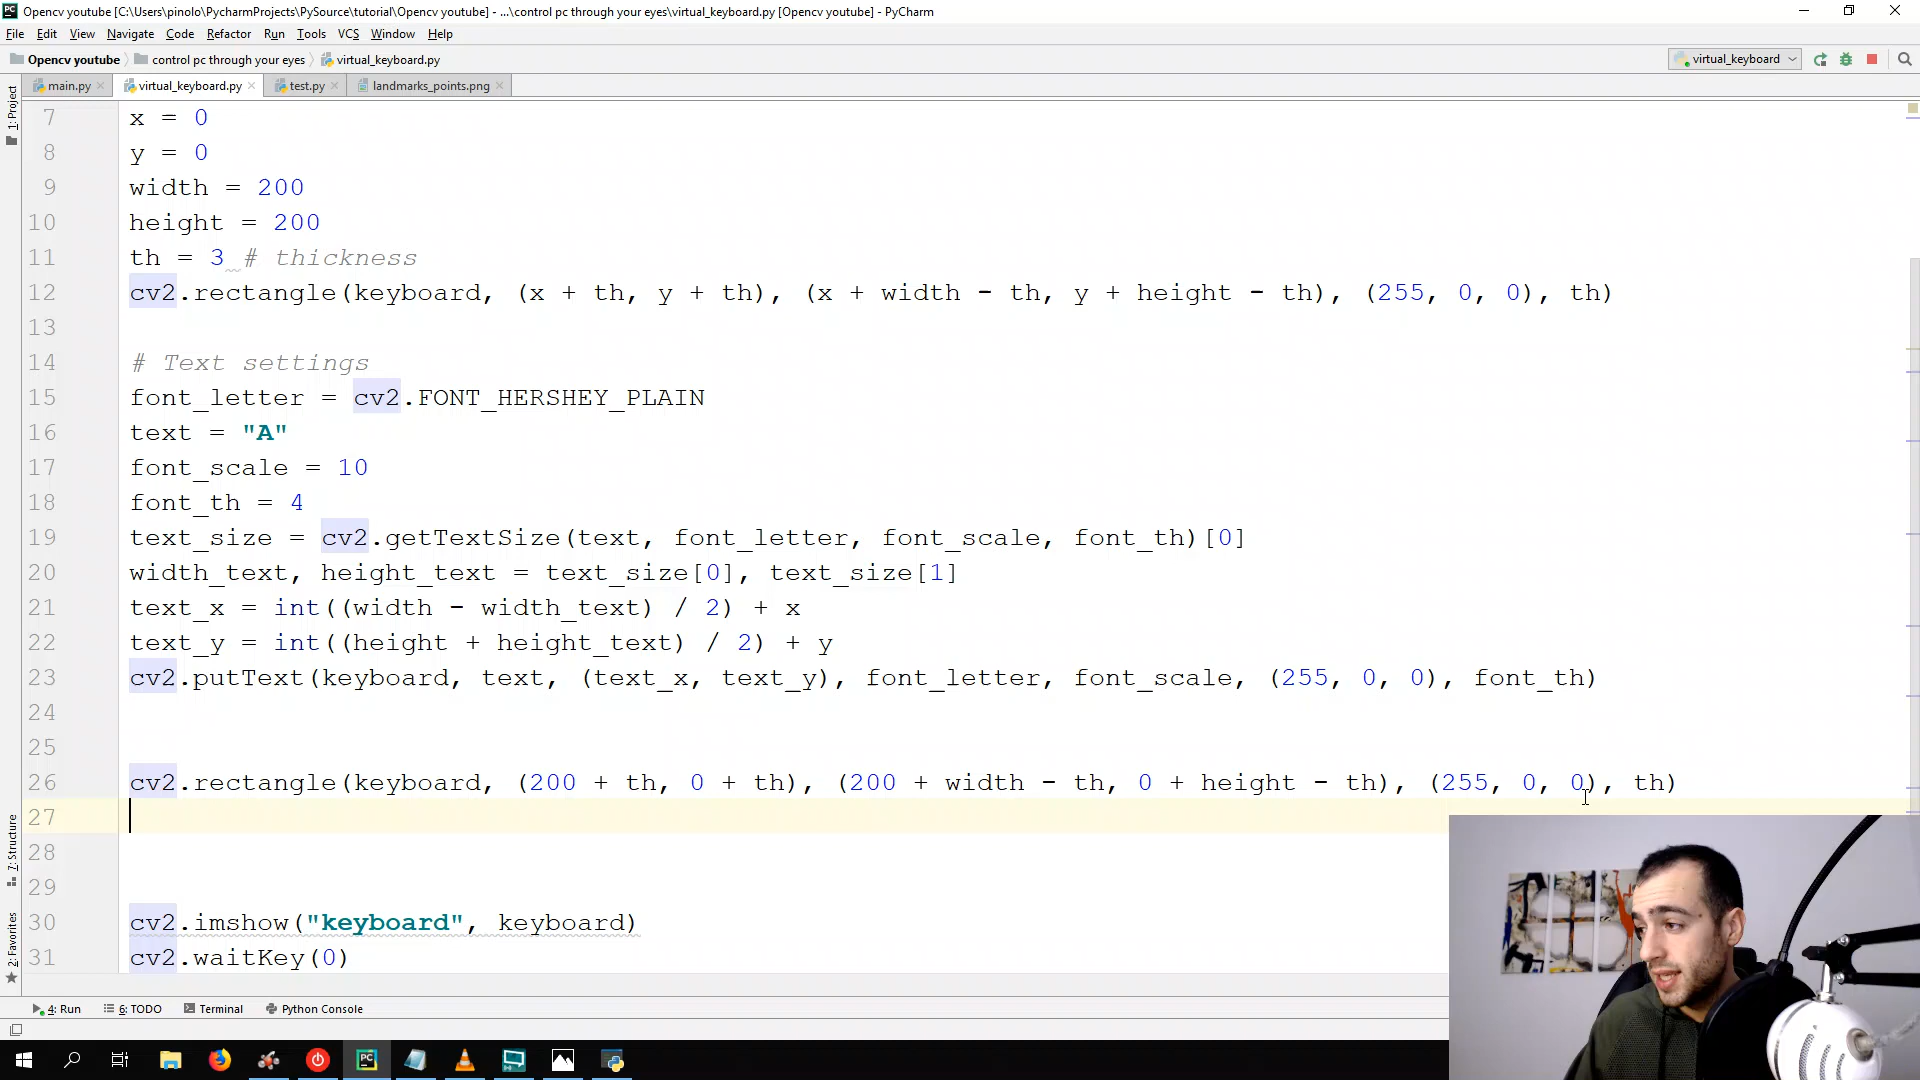 Opencv youtube [C:\Users\pinolo\PycharmProjects\PySource\tutorial\Opencv youtube] - ...\control pc through your eyes\virtual_keyboard.py [Opencv youtube] - PyCharm
File Edit View Navigate Code Refactor Run Tools VCS Window Help
Opencv youtube control pc through your eyes virtual_keyboard.py virtual_keyboard
main.py virtual_keyboard.py test.py landmarks_points.png
1: Project
7: Structure
2: Favorites
7 x = 0
8 y = 0
9 width = 200
10 height = 200
11 th = 3 # thickness
12 cv2.rectangle(keyboard, (x + th, y + th), (x + width - th, y + height - th), (255, 0, 0), th)
13
14 # Text settings
15 font_letter = cv2.FONT_HERSHEY_PLAIN
16 text = "A"
17 font_scale = 10
18 font_th = 4
19 text_size = cv2.getTextSize(text, font_letter, font_scale, font_th)[0]
20 width_text, height_text = text_size[0], text_size[1]
21 text_x = int((width - width_text) / 2) + x
22 text_y = int((height + height_text) / 2) + y
23 cv2.putText(keyboard, text, (text_x, text_y), font_letter, font_scale, (255, 0, 0), font_th)
24
25
26 cv2.rectangle(keyboard, (200 + th, 0 + th), (200 + width - th, 0 + height - th), (255, 0, 0), th)
27
28
29
30 cv2.imshow("keyboard", keyboard)
31 cv2.waitKey(0)
4: Run 6: TODO Terminal Python Console